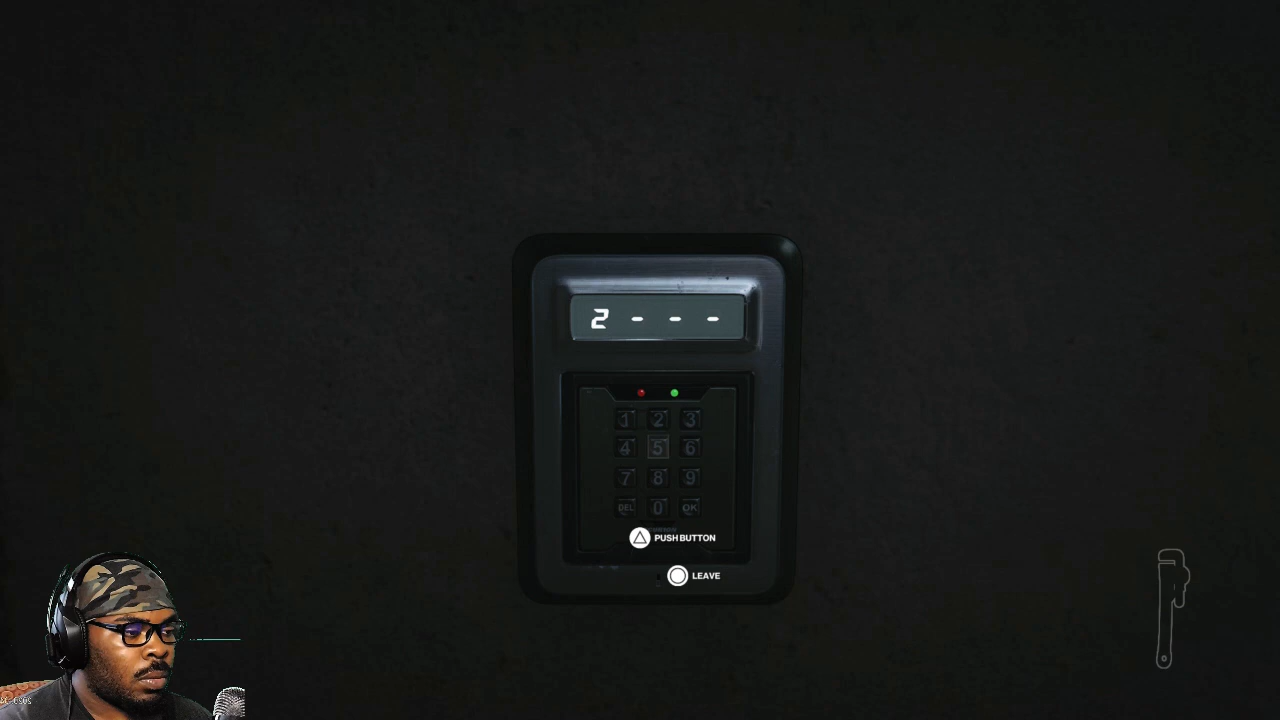 2 - - -
1 2 3
4 5 6
7 8 9
DEL 0 OK
PUSH BUTTON
LEAVE